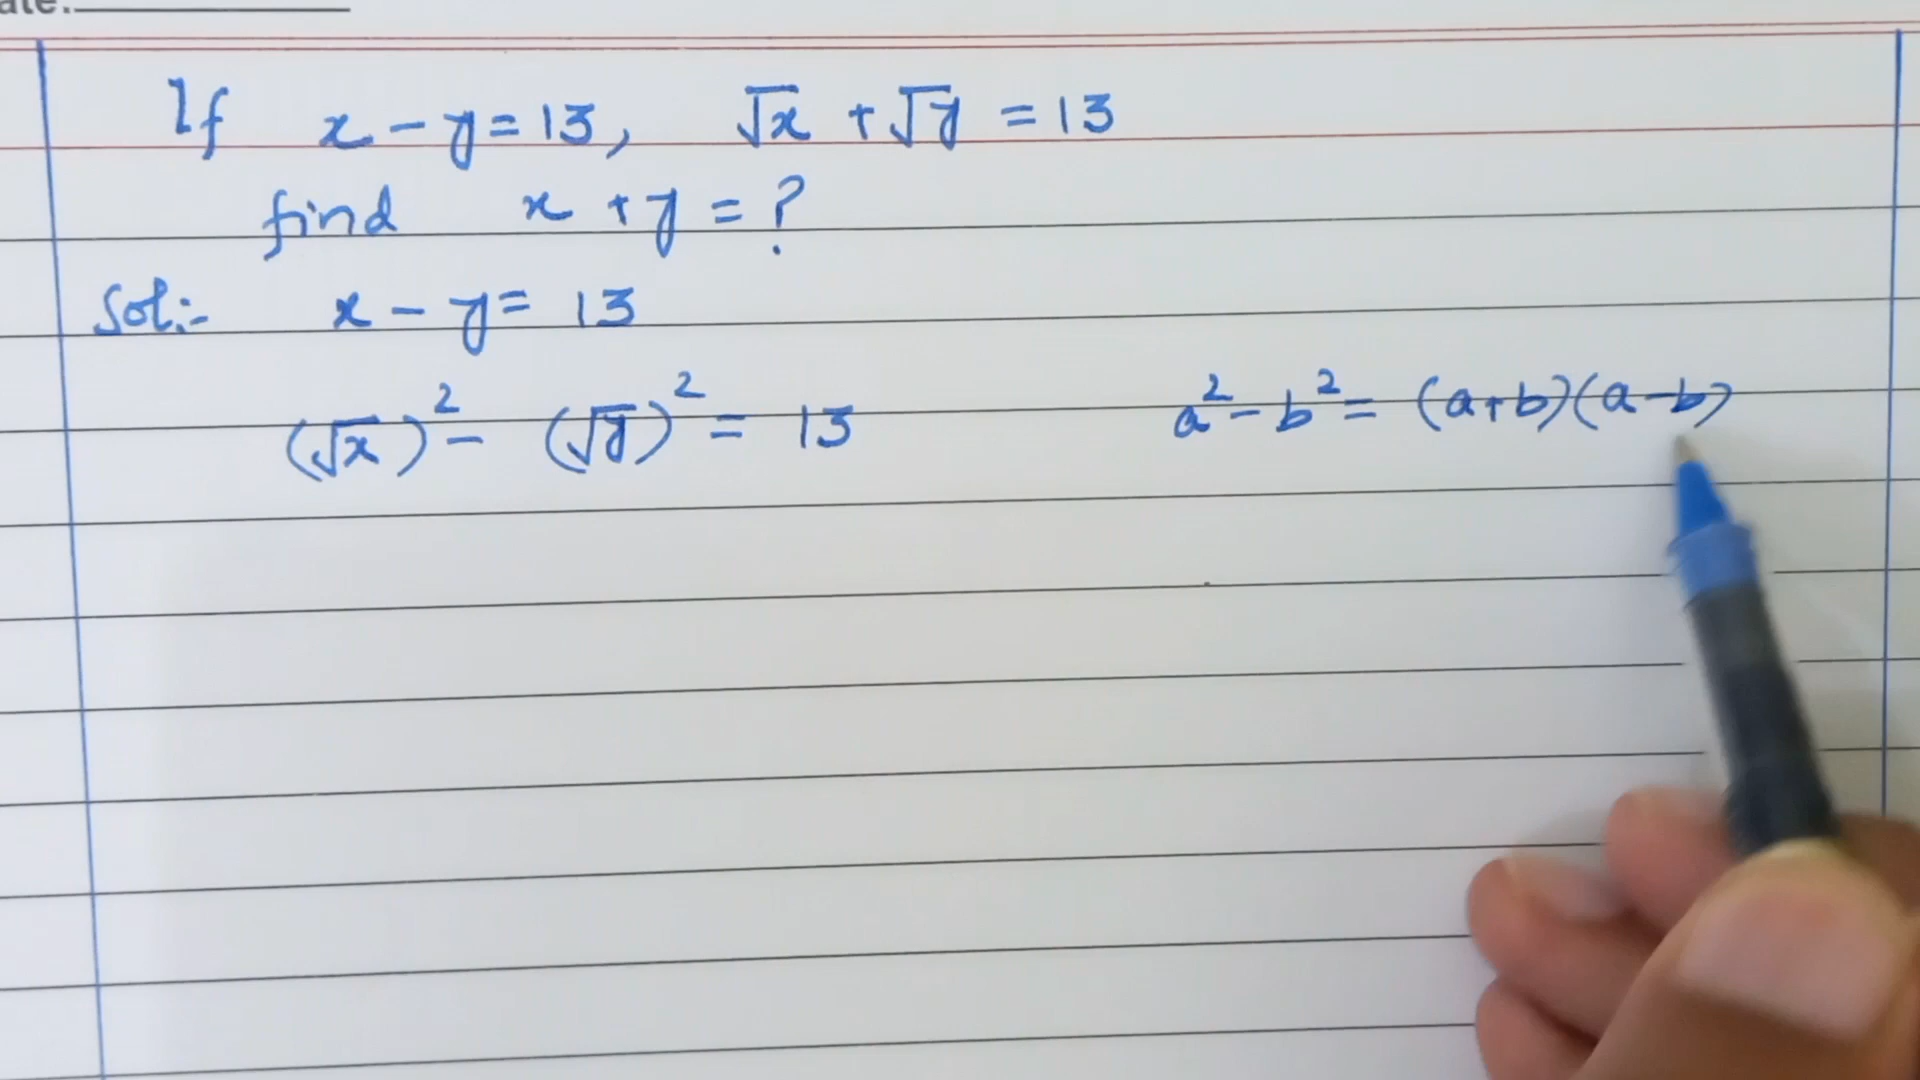 If x - y = 13, √x + √y = 13
find x + y = ?
Sol:- x - y = 13
(√x)² - (√y)² = 13 a² - b² = (a+b)(a-b)